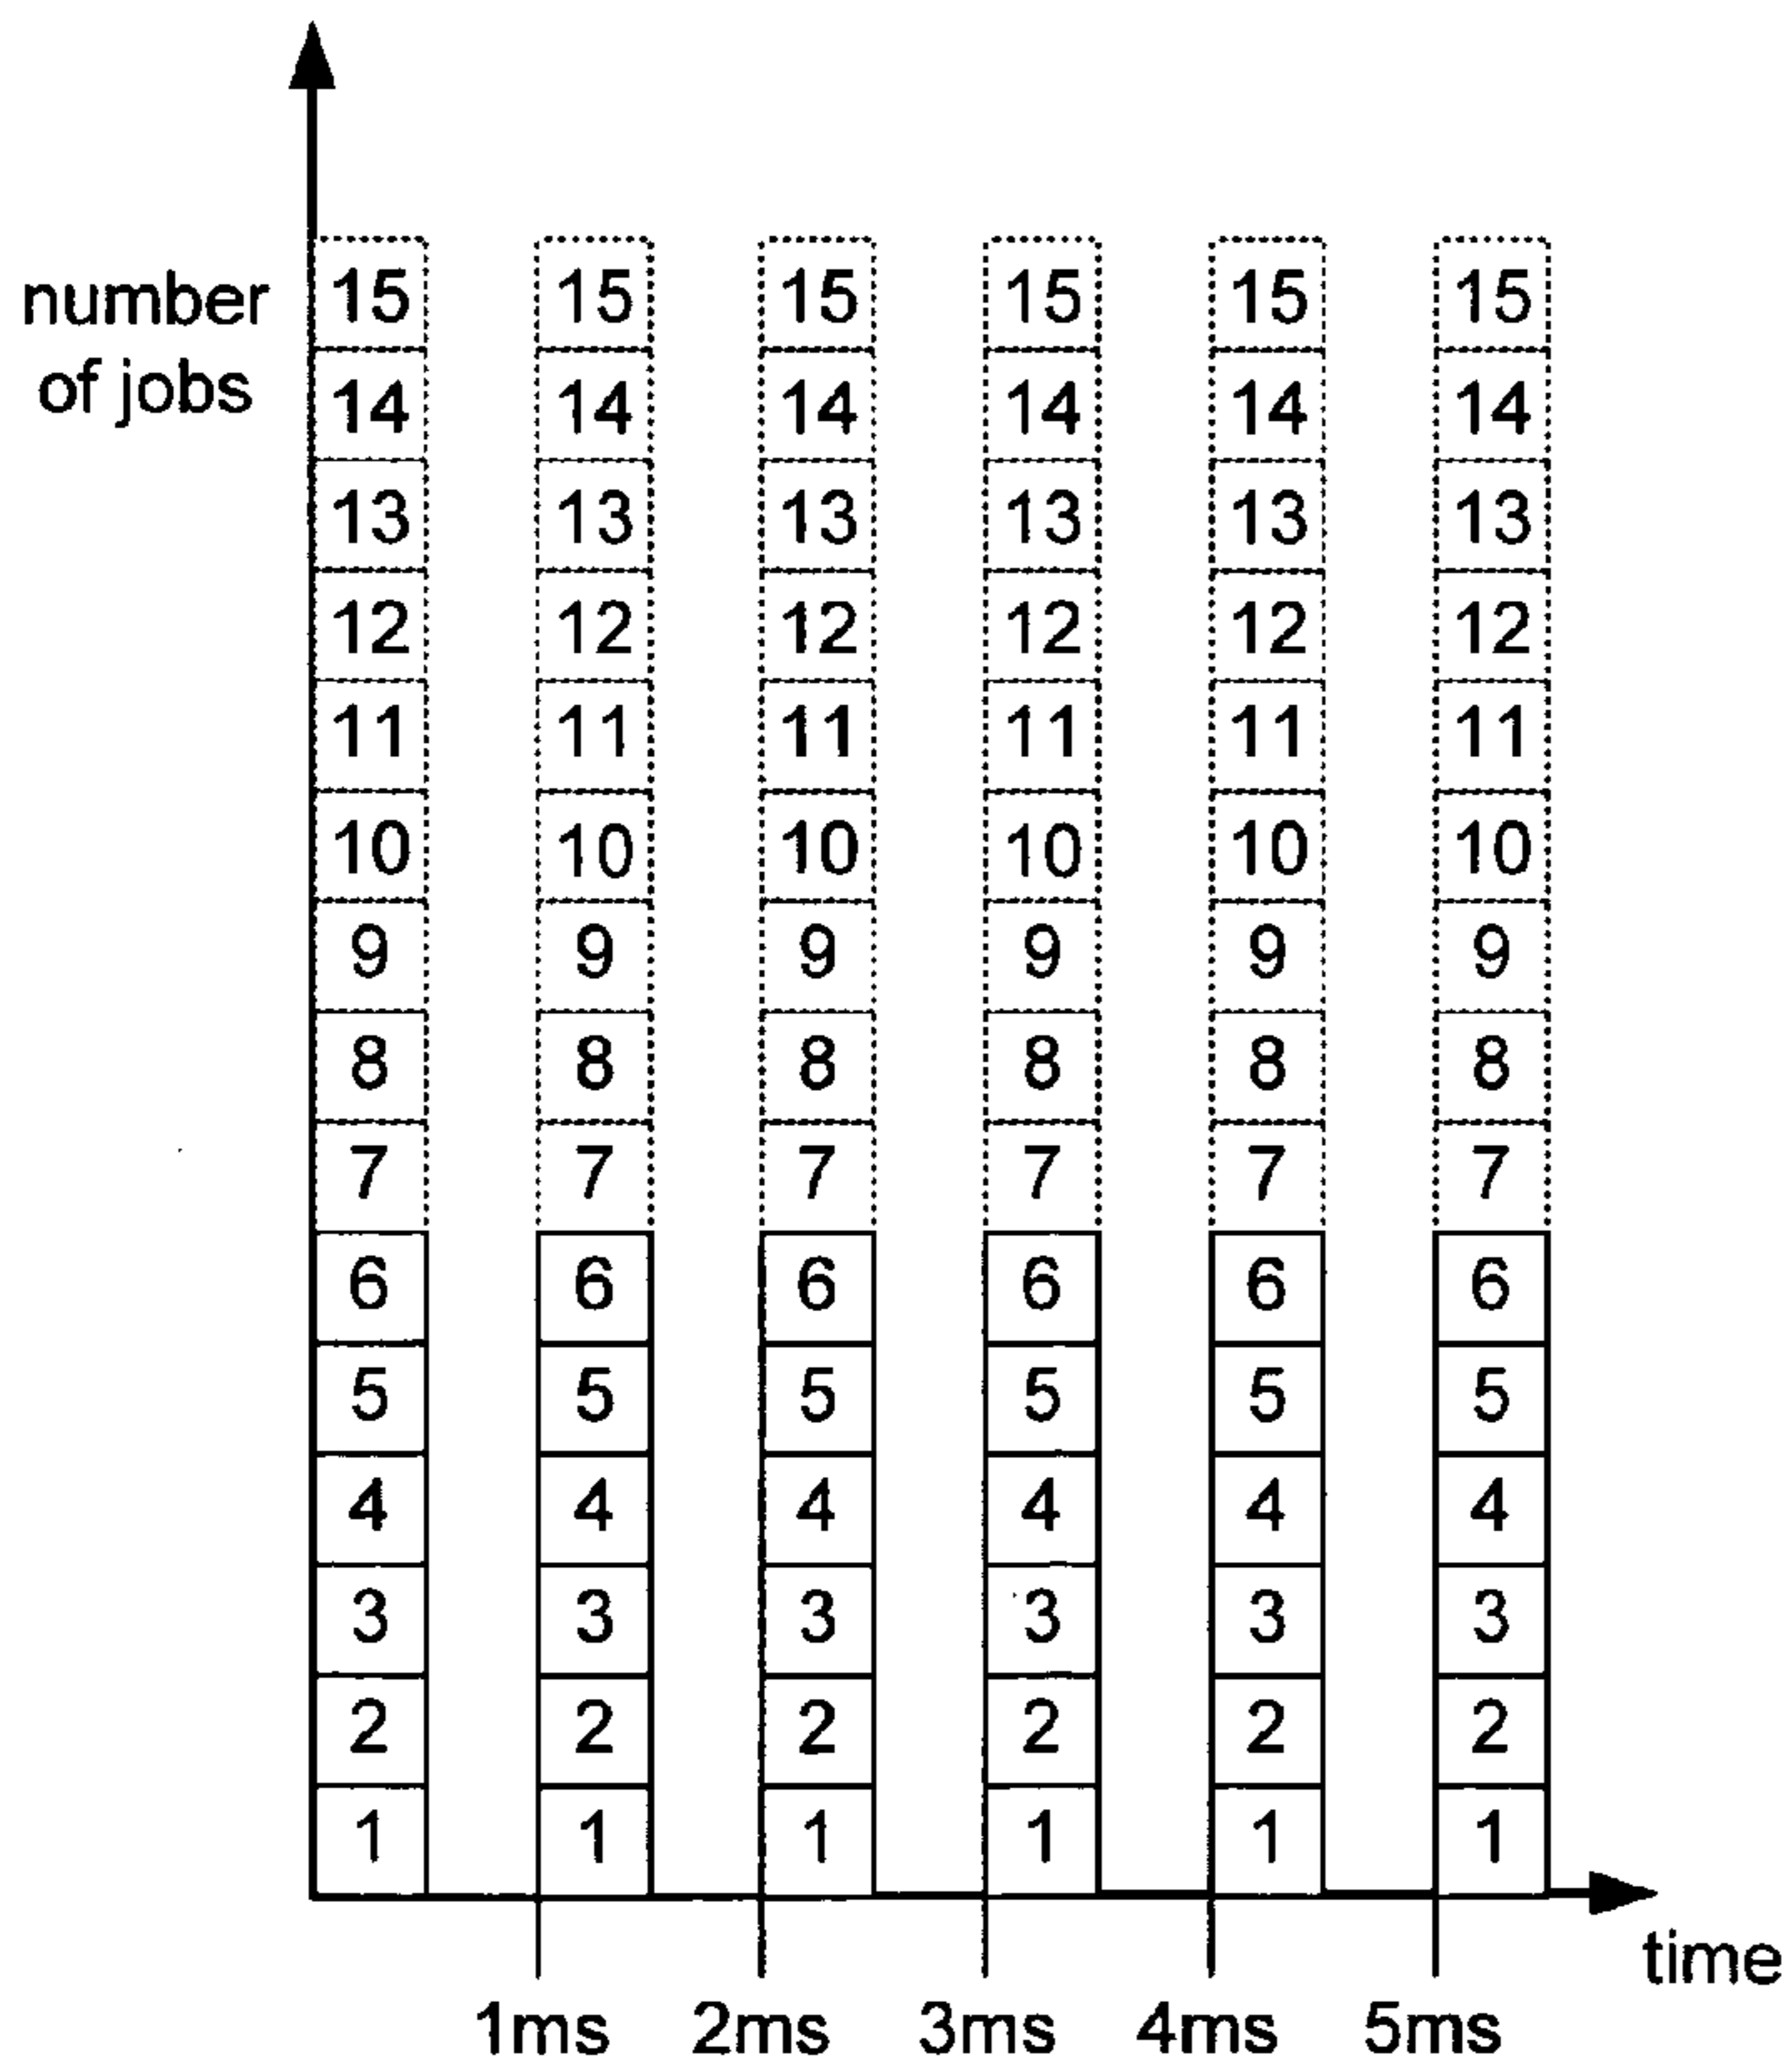 number
of jobs
15 15 15 15 15 15
14 14 14 14 14 14
13 13 13 13 13 13
12 12 12 12 12 12
11 11 11 11 11 11
10 10 10 10 10 10
9 9 9 9 9 9
8 8 8 8 8 8
7 7 7 7 7 7
6 6 6 6 6 6
5 5 5 5 5 5
4 4 4 4 4 4
3 3 3 3 3 3
2 2 2 2 2 2
1 1 1 1 1 1
time
1ms 2ms 3ms 4ms 5ms